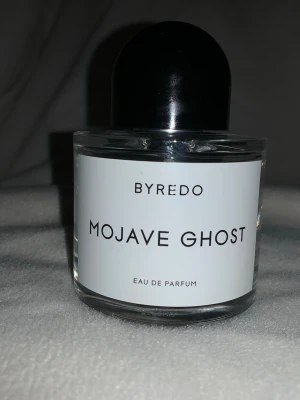 BYREDO
MOJAVE GHOST
EAU DE PARFUM